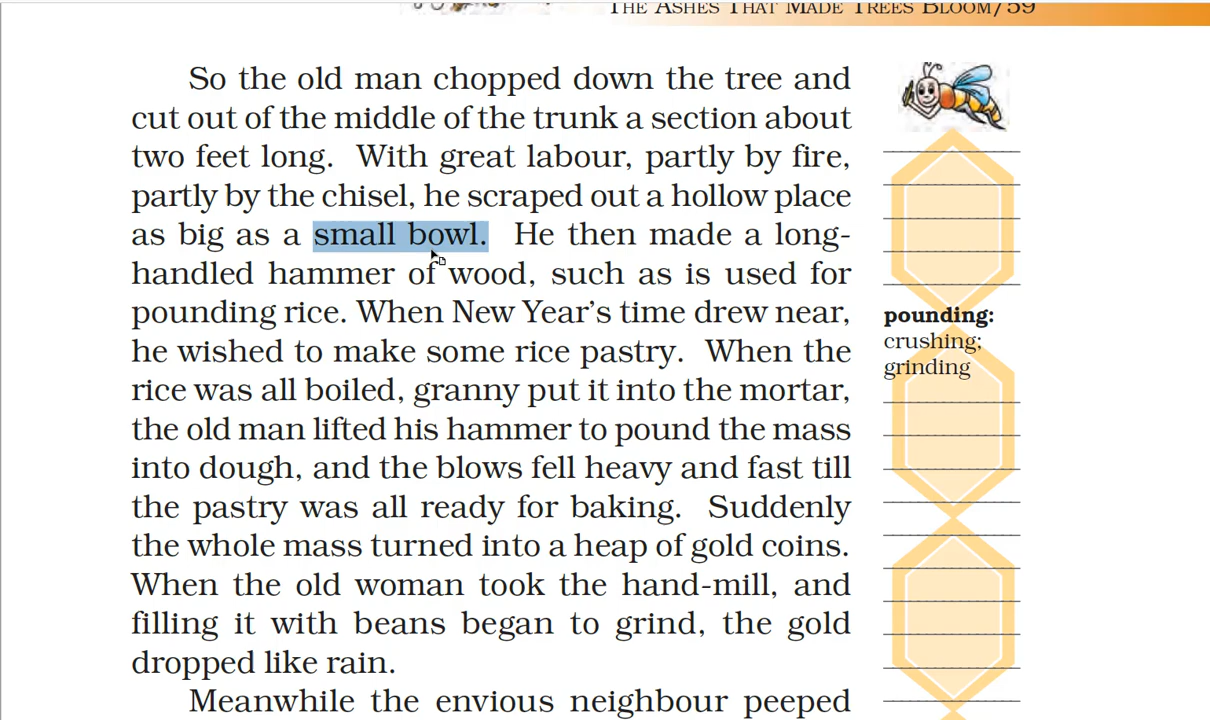 THE ASHES THAT MADE TREES BLOOM/59
So the old man chopped down the tree and
cut out of the middle of the trunk a section about
two feet long. With great labour, partly by fire,
partly by the chisel, he scraped out a hollow place
as big as a small bowl. He then made a long-
handled hammer of wood, such as is used for
pounding rice. When New Year’s time drew near,
he wished to make some rice pastry. When the
rice was all boiled, granny put it into the mortar,
the old man lifted his hammer to pound the mass
into dough, and the blows fell heavy and fast till
the pastry was all ready for baking. Suddenly
the whole mass turned into a heap of gold coins.
When the old woman took the hand-mill, and
filling it with beans began to grind, the gold
dropped like rain.
Meanwhile the envious neighbour peeped
pounding:
crushing;
grinding